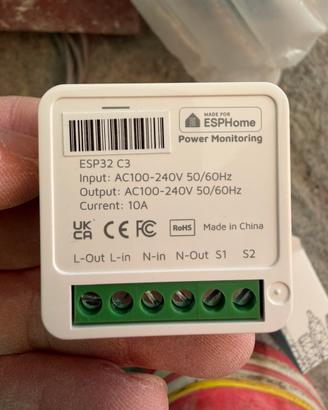 MADE FOR
ESPHome
Power Monitoring
ESP32 C3
Input: AC100-240V 50/60Hz
Output: AC100-240V 50/60Hz
Current: 10A
UK CA CE FC RoHS Made in China
L-Out L-in N-in N-Out S1 S2